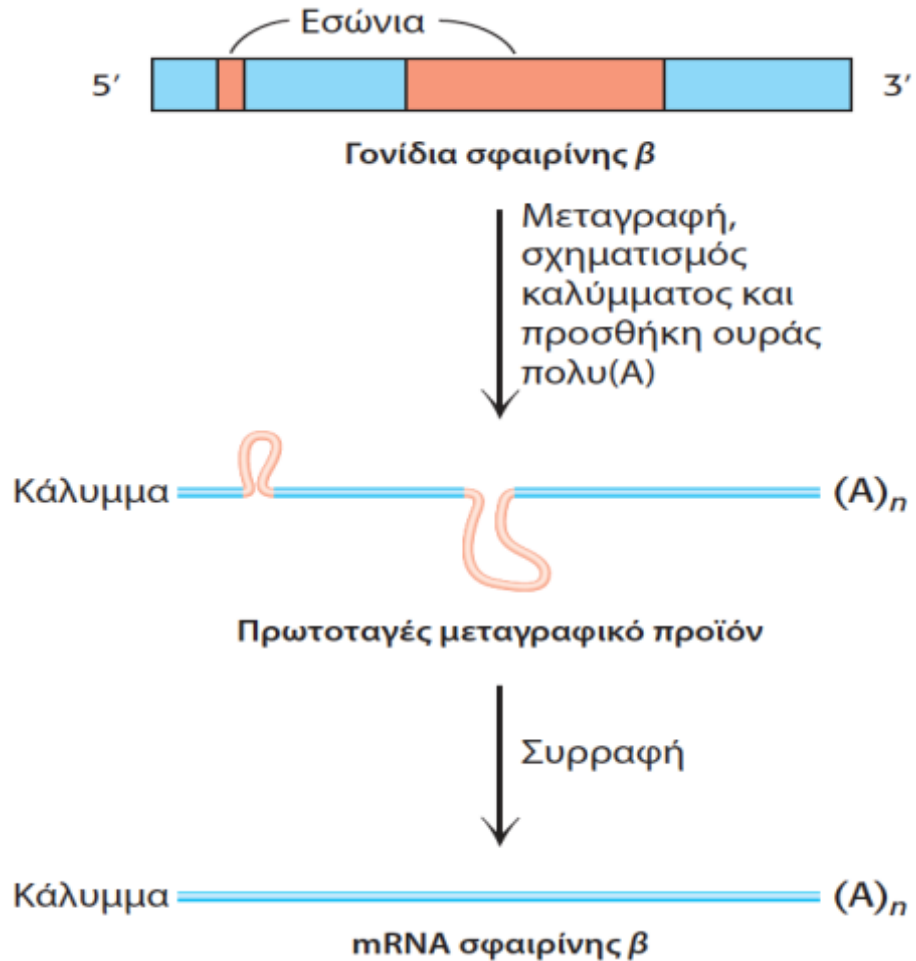 Εσώνια
5′ 3′
Γονίδια σφαιρίνης β
Μεταγραφή,
σχηματισμός
καλύμματος και
προσθήκη ουράς
πολυ(Α)
Κάλυμμα (A)n
Πρωτοταγές μεταγραφικό προϊόν
Συρραφή
Κάλυμμα (A)n
mRNA σφαιρίνης β